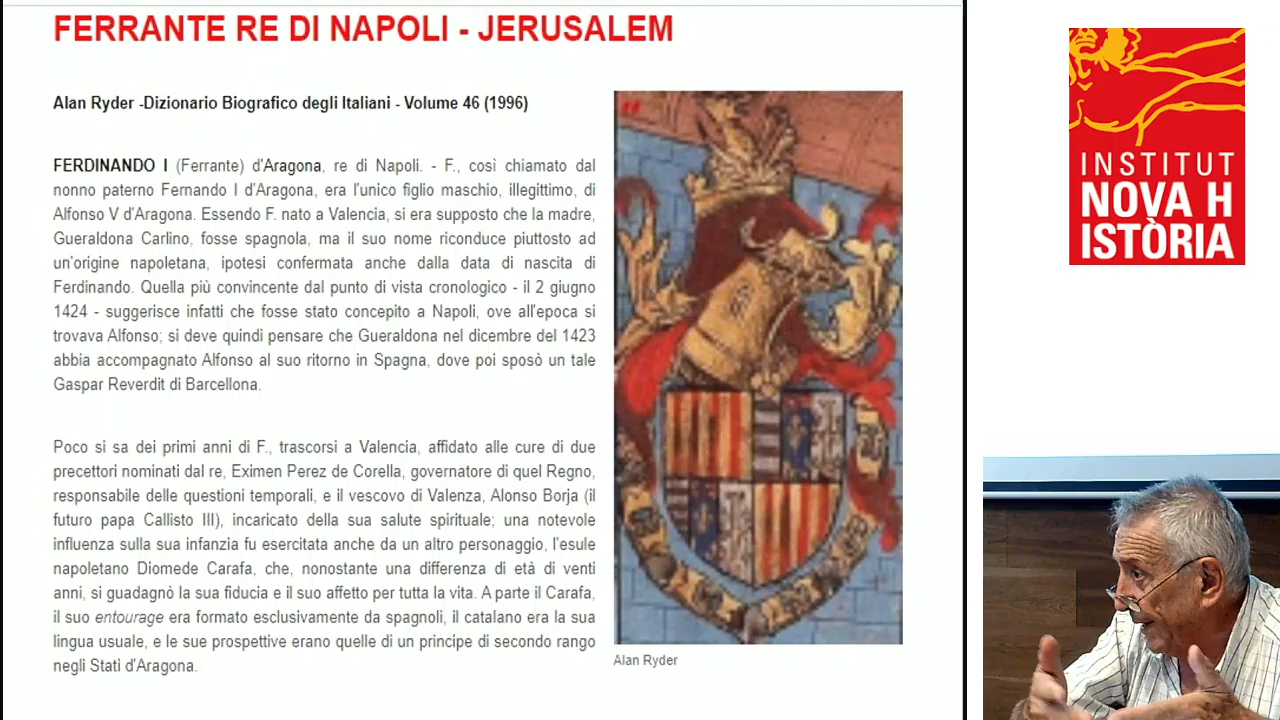 FERRANTE RE DI NAPOLI - JERUSALEM
Alan Ryder -Dizionario Biografico degli Italiani - Volume 46 (1996)
FERDINANDO I (Ferrante) d'Aragona, re di Napoli. - F., così chiamato dal
nonno paterno Fernando I d'Aragona, era l'unico figlio maschio, illegittimo, di
Alfonso V d'Aragona. Essendo F. nato a Valencia, si era supposto che la madre,
Gueraldona Carlino, fosse spagnola, ma il suo nome riconduce piuttosto ad
un'origine napoletana, ipotesi confermata anche dalla data di nascita di
Ferdinando. Quella più convincente dal punto di vista cronologico - il 2 giugno
1424 - suggerisce infatti che fosse stato concepito a Napoli, ove all'epoca si
trovava Alfonso; si deve quindi pensare che Gueraldona nel dicembre del 1423
abbia accompagnato Alfonso al suo ritorno in Spagna, dove poi sposò un tale
Gaspar Reverdit di Barcellona.
Poco si sa dei primi anni di F., trascorsi a Valencia, affidato alle cure di due
precettori nominati dal re, Eximen Perez de Corella, governatore di quel Regno,
responsabile delle questioni temporali, e il vescovo di Valenza, Alonso Borja (il
futuro papa Callisto III), incaricato della sua salute spirituale; una notevole
influenza sulla sua infanzia fu esercitata anche da un altro personaggio, l'esule
napoletano Diomede Carafa, che, nonostante una differenza di età di venti
anni, si guadagnò la sua fiducia e il suo affetto per tutta la vita. A parte il Carafa,
il suo entourage era formato esclusivamente da spagnoli, il catalano era la sua
lingua usuale, e le sue prospettive erano quelle di un principe di secondo rango
negli Stati d'Aragona.
Alan Ryder
INSTITUT
NOVA H
ISTÒRIA